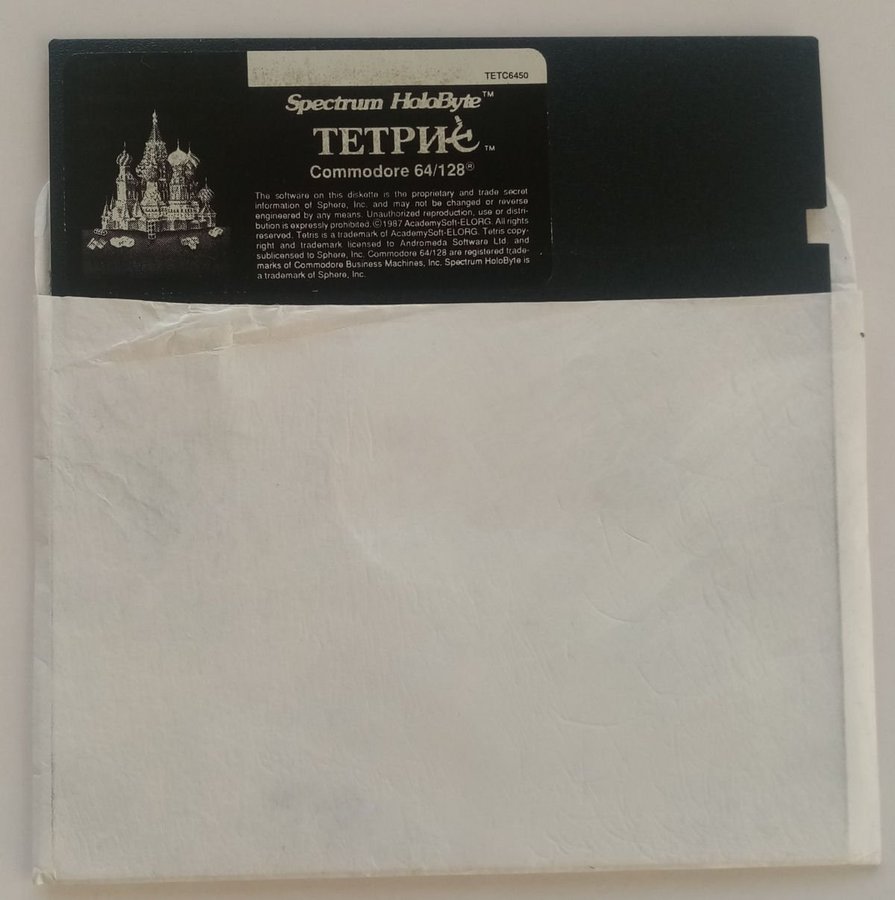 TETC6450
Spectrum HoloByte™
ТЕТРИС™
Commodore 64/128®
The software on this diskette is the proprietary and trade secret
information of Sphere, Inc. and may not be changed or reverse
engineered by any means. Unauthorized reproduction, use or distri-
bution is expressly prohibited. ©1987 AcademySoft-ELORG. All rights
reserved. Tetris is a trademark of AcademySoft-ELORG. Tetris copy-
right and trademark licensed to Andromeda Software Ltd. and
sublicensed to Sphere, Inc. Commodore 64/128 are registered trade-
marks of Commodore Business Machines, Inc. Spectrum HoloByte is
a trademark of Sphere, Inc.